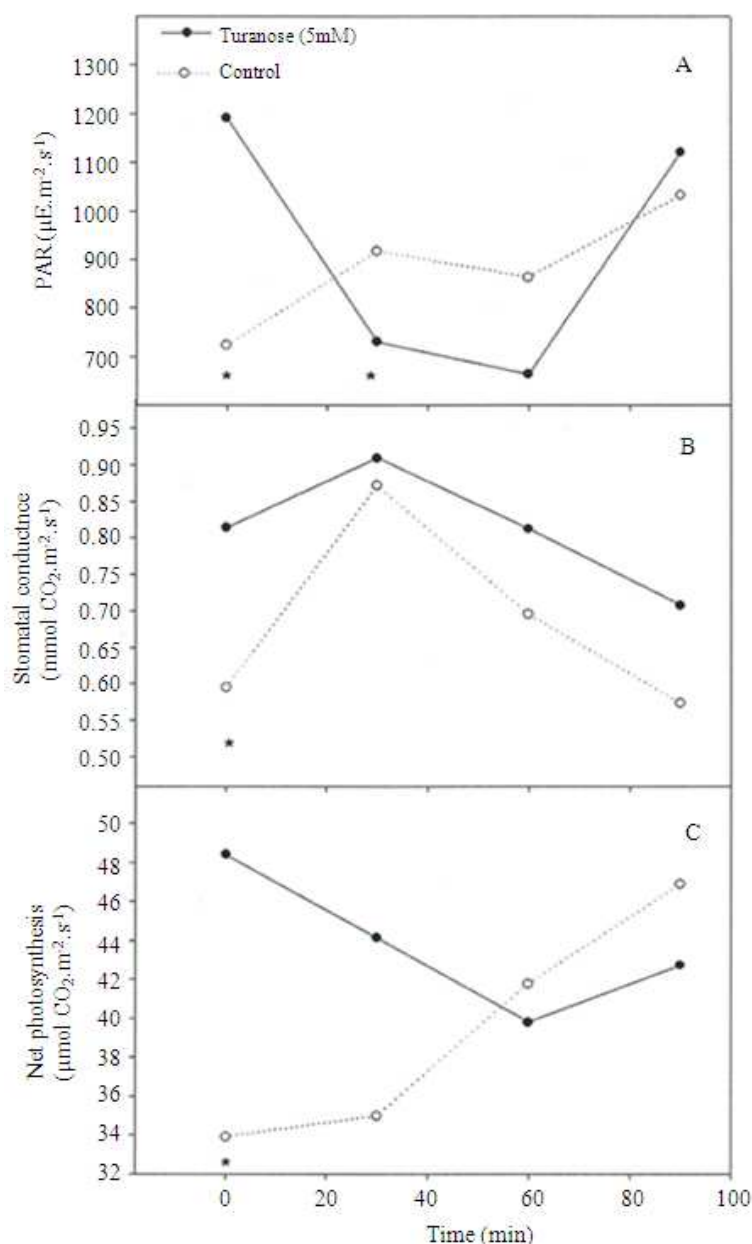 Turanose (5mM)
Control
A
1300
1200
1100
1000
900
800
700
PAR (µE.m-2.s-1)
*
*
B
0.95
0.90
0.85
0.80
0.75
0.70
0.65
0.60
0.55
0.50
Stomatal conductnce
(mmol CO2.m-2.s-1)
*
C
50
48
46
44
42
40
38
36
34
32
Net photosynthesis
(µmol CO2.m-2.s-1)
*
0 20 40 60 80 100
Time (min)